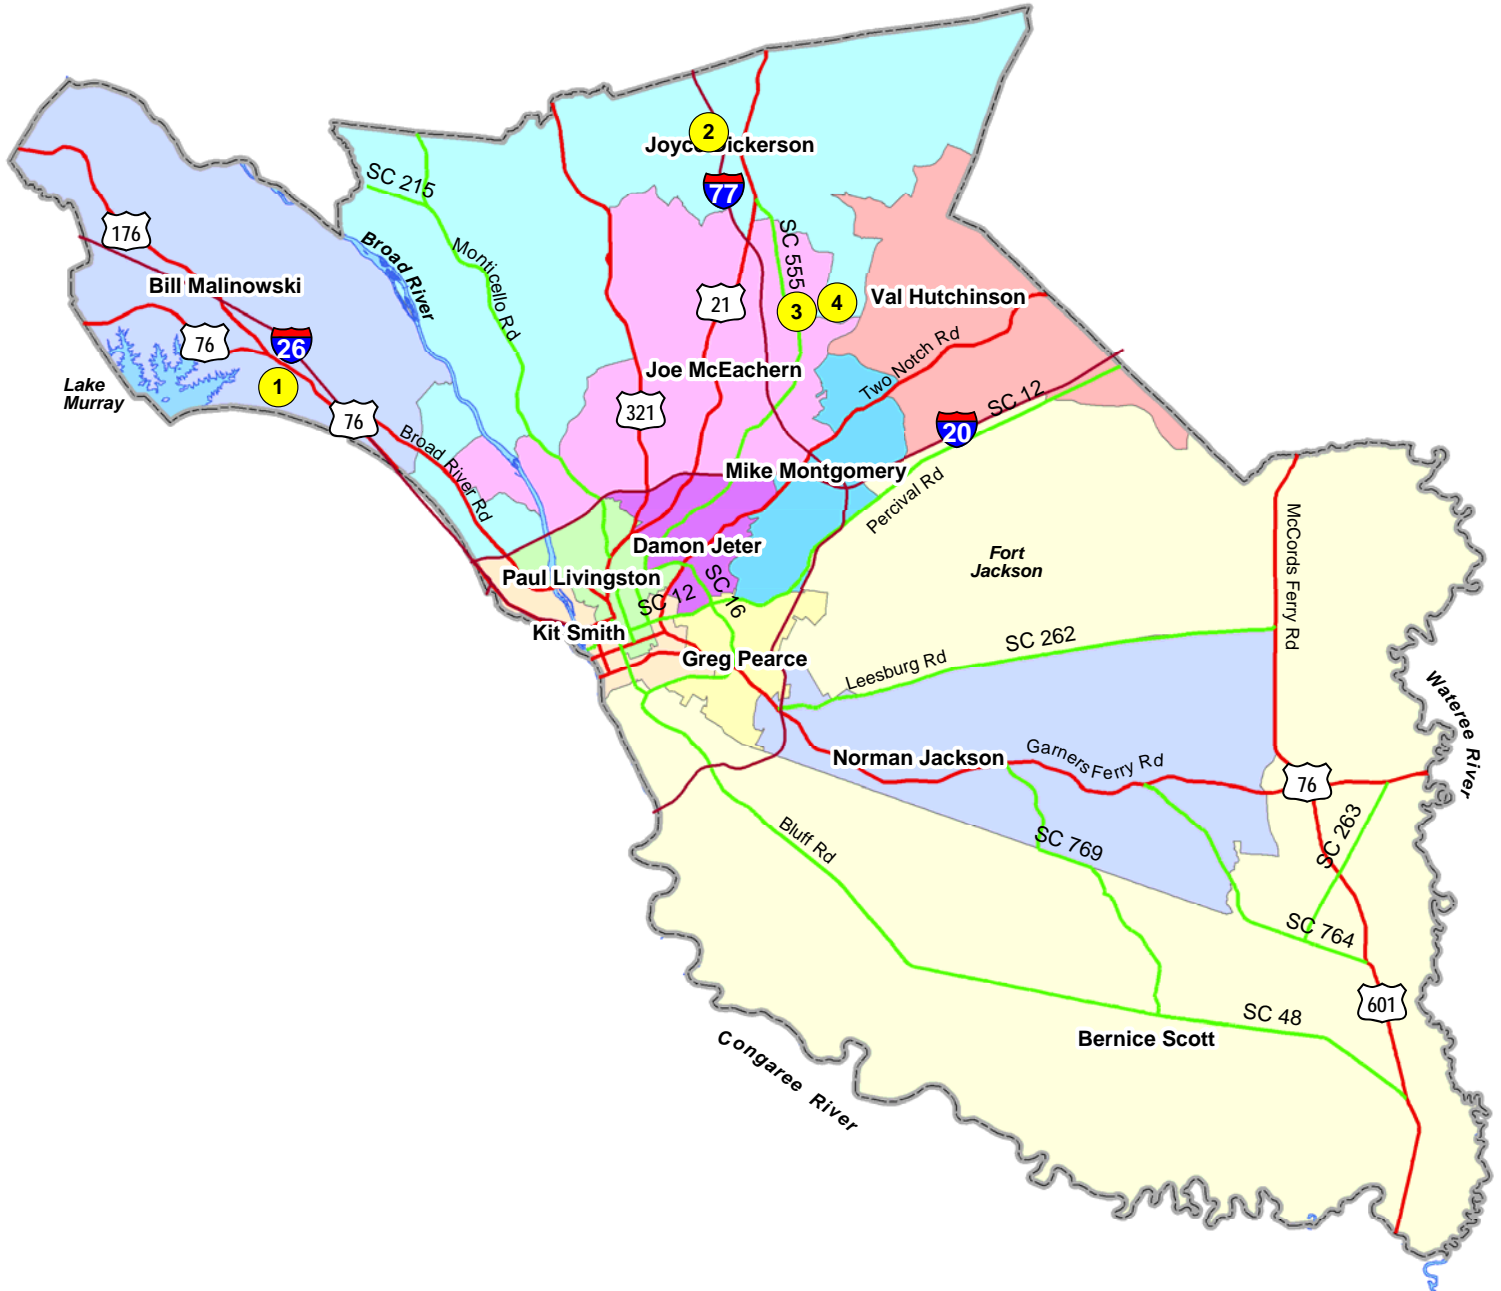 2
Joyce Dickerson
77
SC 215
176
Broad River
Monticello Rd
SC 555
Bill Malinowski
21
3
4
Val Hutchinson
76
26
Two Notch Rd
Lake
Murray
1
Joe McEachern
321
76
SC 12
20
Broad River Rd
Mike Montgomery
Percival Rd
McCords Ferry Rd
Damon Jeter
Fort
Jackson
Paul Livingston
SC 12
SC 16
Kit Smith
SC 262
Greg Pearce
Leesburg Rd
Wateree River
Norman Jackson
Garners Ferry Rd
76
SC 263
Bluff Rd
SC 769
SC 764
601
SC 48
Bernice Scott
Congaree River